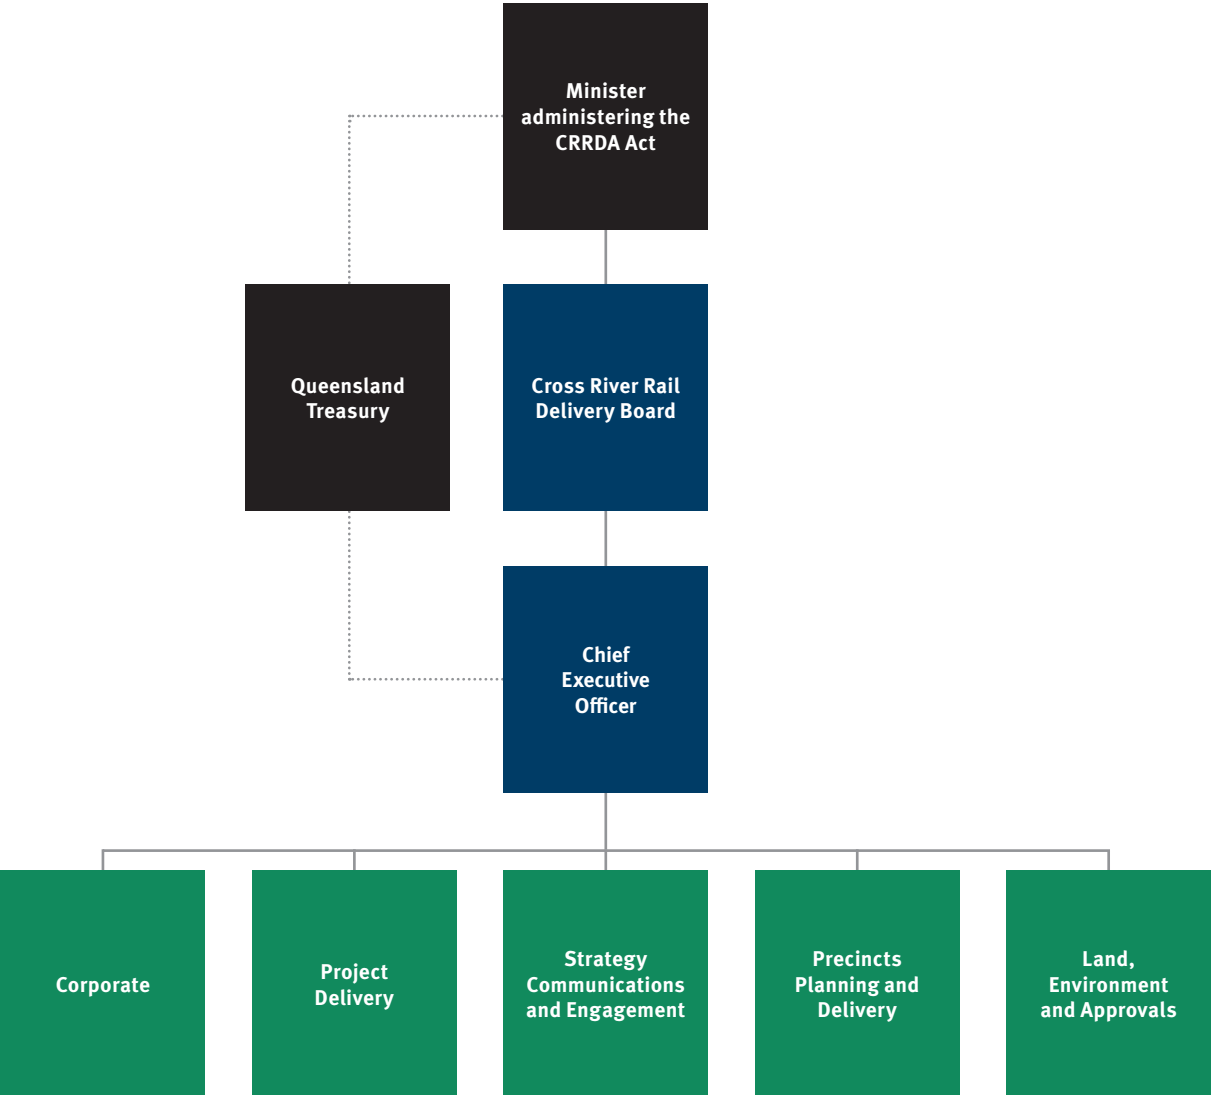 Minister
administering the
CRRDA Act
Queensland
Treasury
Cross River Rail
Delivery Board
Chief
Executive
Officer
Corporate
Project
Delivery
Strategy
Communications
and Engagement
Precincts
Planning and
Delivery
Land,
Environment
and Approvals